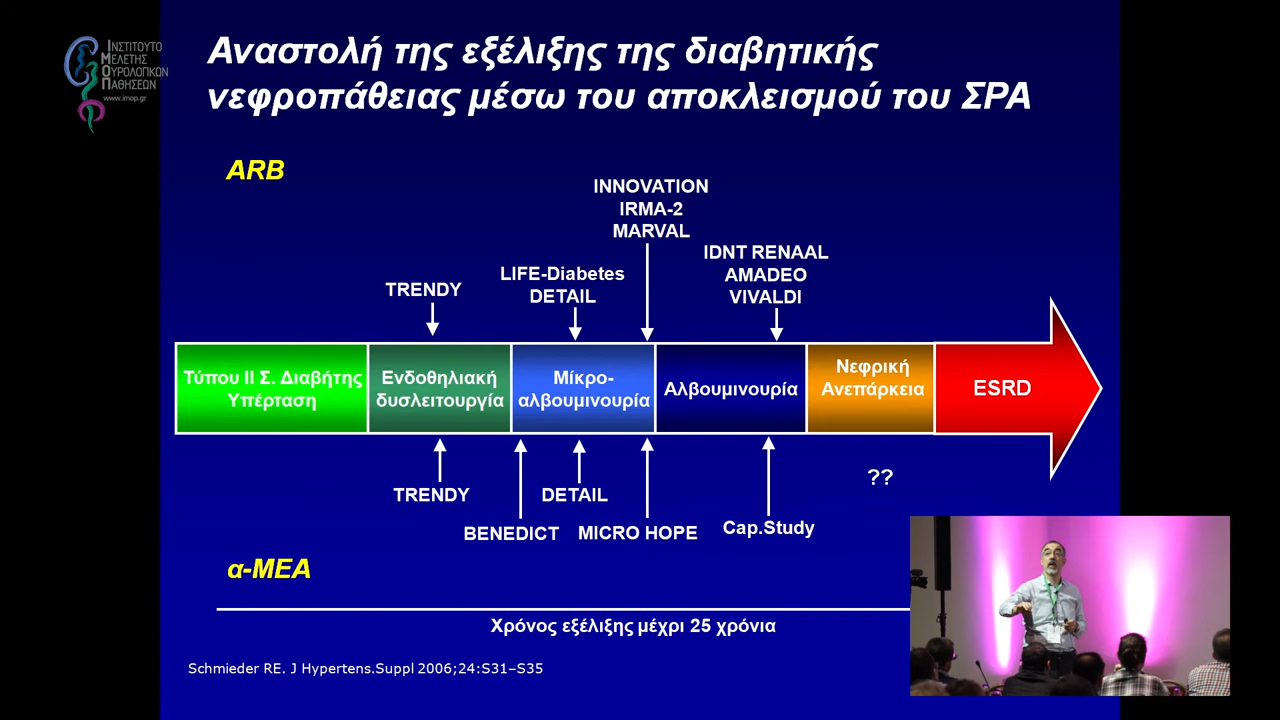 ΙΝΣΤΙΤΟΥΤΟ
ΜΕΛΕΤΗΣ
ΟΥΡΟΛΟΓΙΚΩΝ
ΠΑΘΗΣΕΩΝ
www.imop.gr
Αναστολή της εξέλιξης της διαβητικής
νεφροπάθειας μέσω του αποκλεισμού του ΣΡΑ
ARB
INNOVATION
IRMA-2
MARVAL
IDNT RENAAL
AMADEO
VIVALDI
LIFE-Diabetes
DETAIL
TRENDY
Τύπου ΙΙ Σ. Διαβήτης
Υπέρταση
Ενδοθηλιακή
δυσλειτουργία
Μίκρο-
αλβουμινουρία
Αλβουμινουρία
Νεφρική
Ανεπάρκεια
ESRD
??
TRENDY
DETAIL
BENEDICT
MICRO HOPE
Cap.Study
α-ΜΕΑ
Χρόνος εξέλιξης μέχρι 25 χρόνια
Schmieder RE. J Hypertens.Suppl 2006;24:S31–S35